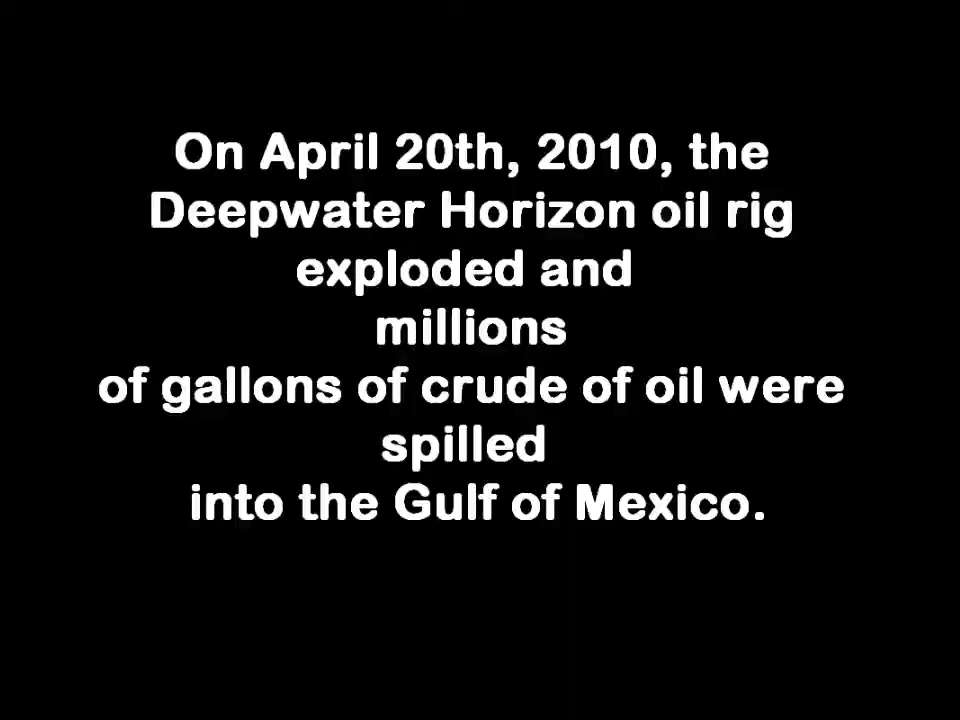 On April 20th, 2010, the
Deepwater Horizon oil rig
exploded and
millions
of gallons of crude of oil were
spilled
into the Gulf of Mexico.